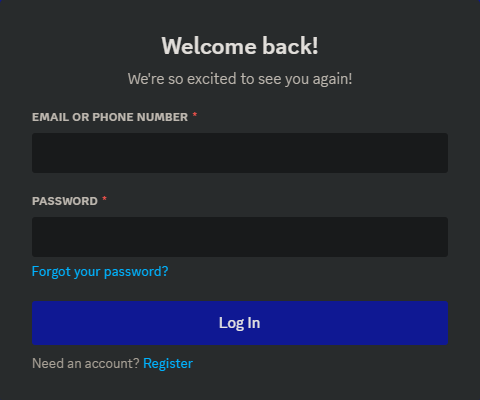 Welcome back!
We're so excited to see you again!
EMAIL OR PHONE NUMBER *
PASSWORD *
Forgot your password?
Log In
Need an account? Register